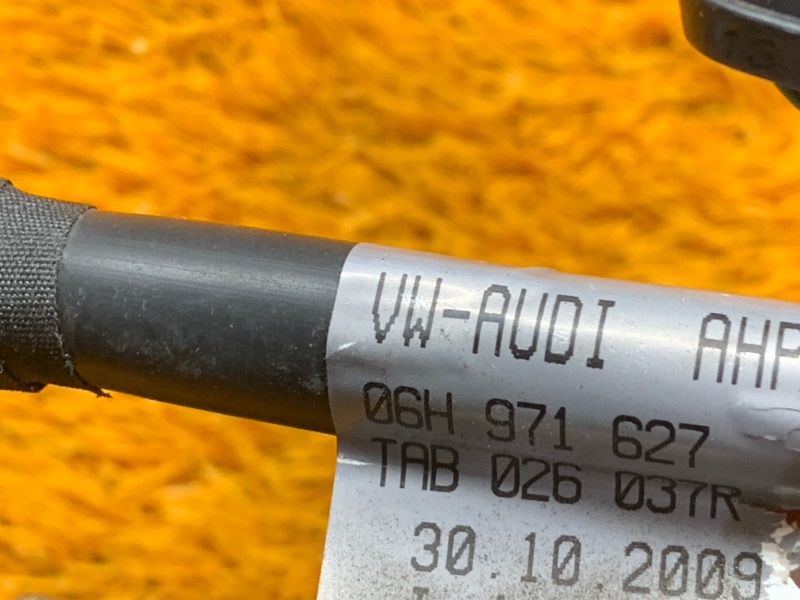 VW-AUDI AHP
06H 971 627
TAB 026 037R
30.10.2009